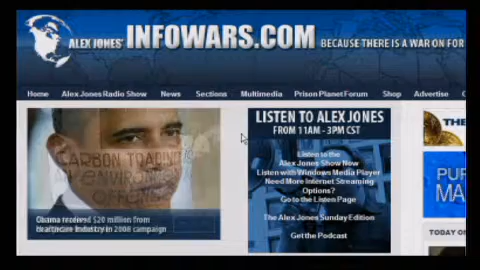 ALEX JONES' INFOWARS.COM BECAUSE THERE IS A WAR ON FOR
Home Alex Jones Radio Show News Sections Multimedia Prison Planet Forum Shop Advertise
CARBON TRADING
ENVIRON
OFFEN
Obama received $20 million from
healthcare industry in 2008 campaign
LISTEN TO ALEX JONES
FROM 11AM - 3PM CST
Listen to the
Alex Jones Show Now
Listen with Windows Media Player
Need More Internet Streaming
Options?
Go to the Listen Page
The Alex Jones Sunday Edition
Get the Podcast
THE
PUR
MA
TODAY ON